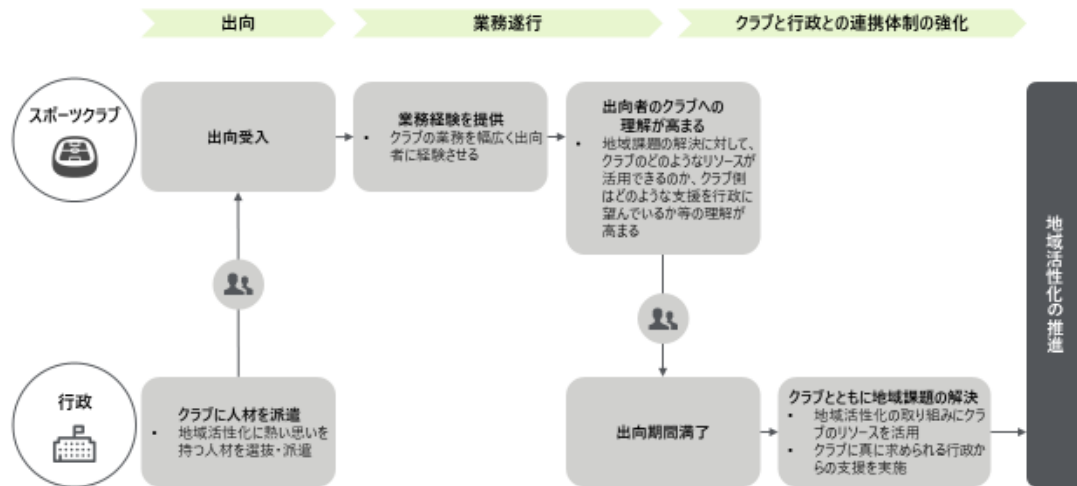 出向
業務遂行
クラブと行政との連携体制の強化
スポーツクラブ
出向受入
業務経験を提供
• クラブの業務を幅広く出向
者に経験させる
出向者のクラブへの
理解が高まる
• 地域課題の解決に対して、
クラブのどのようなリソースが
活用できるのか、クラブ側
はどのような支援を行政に
望んでいるか等の理解が
高まる
行政
クラブに人材を派遣
• 地域活性化に熱い思いを
持つ人材を選抜・派遣
出向期間満了
クラブとともに地域課題の解決
• 地域活性化の取り組みにクラ
ブのリソースを活用
• クラブに真に求められる行政か
らの支援を実施
地域活性化の推進